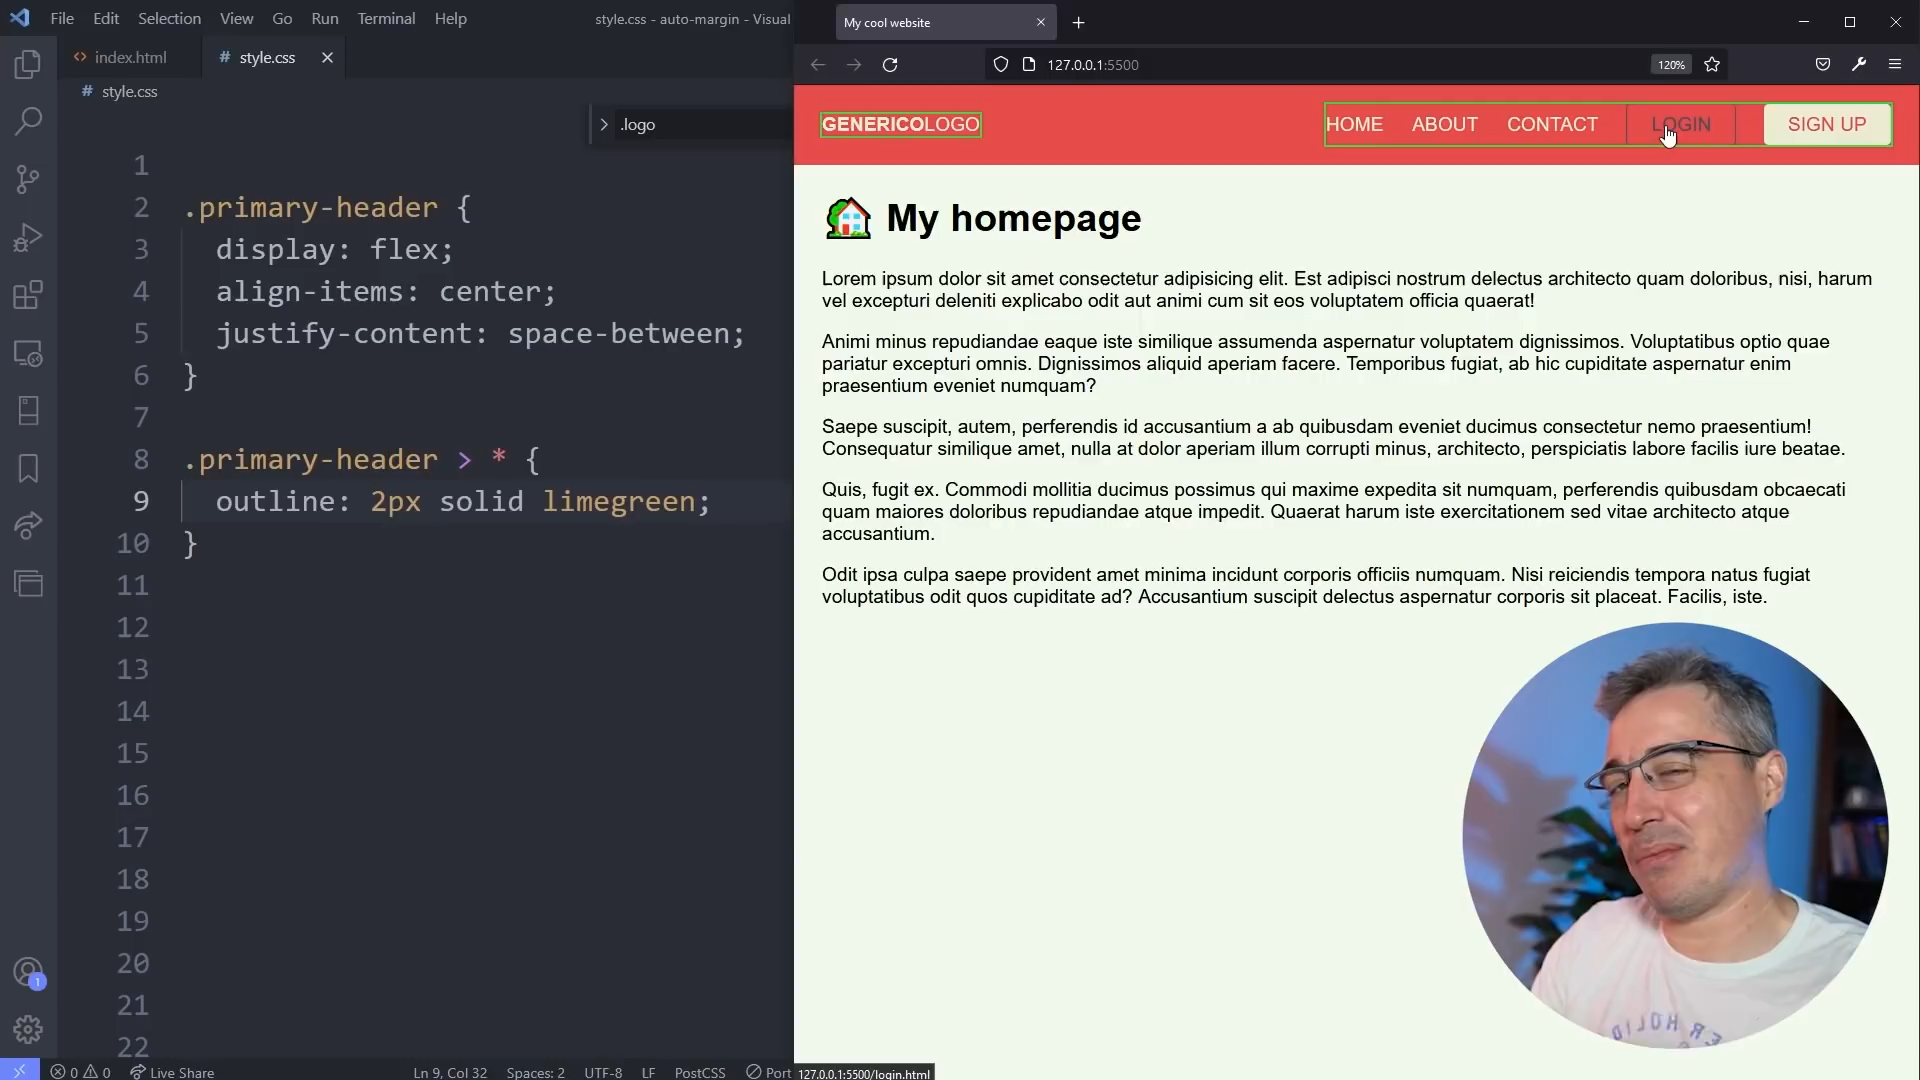 File Edit Selection View Go Run Terminal Help
style.css - auto-margin - Visual
index.html
# style.css
# style.css
.logo
1
2 .primary-header {
3 display: flex;
4 align-items: center;
5 justify-content: space-between;
6 }
7
8 .primary-header > * {
9 outline: 2px solid limegreen;
10 }
11
12
13
14
15
16
17
18
19
20
21
22
1
0 0 Live Share Ln 9, Col 32 Spaces: 2 UTF-8 LF PostCSS Port
My cool website
127.0.0.1:5500
120%
GENERICOLOGO
HOME ABOUT CONTACT LOGIN SIGN UP
My homepage
Lorem ipsum dolor sit amet consectetur adipisicing elit. Est adipisci nostrum delectus architecto quam doloribus, nisi, harum
vel excepturi deleniti explicabo odit aut animi cum sit eos voluptatem officia quaerat!
Animi minus repudiandae eaque iste similique assumenda aspernatur voluptatem dignissimos. Voluptatibus optio quae
pariatur excepturi omnis. Dignissimos aliquid aperiam facere. Temporibus fugiat, ab hic cupiditate aspernatur enim
praesentium eveniet numquam?
Saepe suscipit, autem, perferendis id accusantium a ab quibusdam eveniet ducimus consectetur nemo praesentium!
Consequatur similique amet, nulla at dolor aperiam illum corrupti minus, architecto, perspiciatis labore facilis iure beatae.
Quis, fugit ex. Commodi mollitia ducimus possimus qui maxime expedita sit numquam, perferendis quibusdam obcaecati
quam maiores doloribus repudiandae atque impedit. Quaerat harum iste exercitationem sed vitae architecto atque
accusantium.
Odit ipsa culpa saepe provident amet minima incidunt corporis officiis numquam. Nisi reiciendis tempora natus fugiat
voluptatibus odit quos cupiditate ad? Accusantium suscipit delectus aspernatur corporis sit placeat. Facilis, iste.
127.0.0.1:5500/login.html